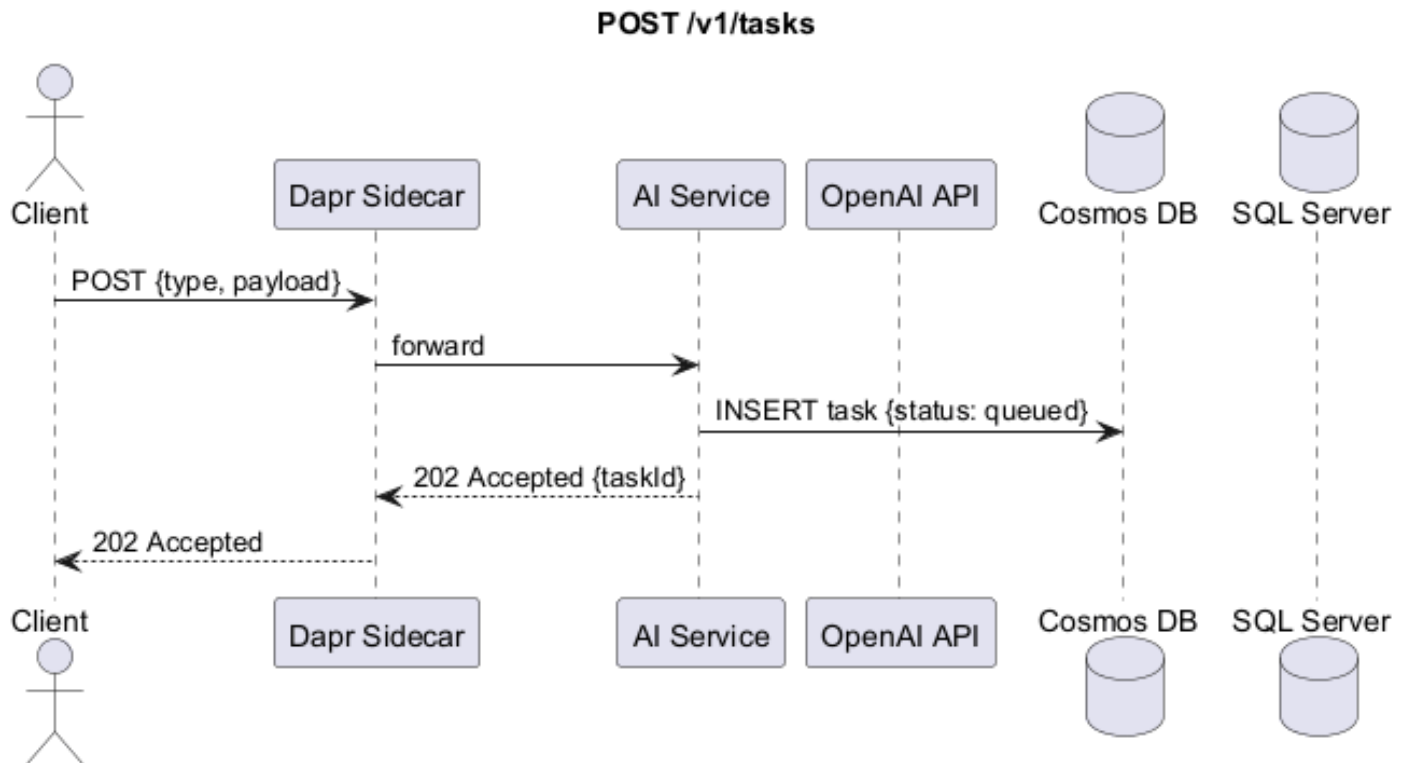 POST /v1/tasks
Client
Dapr Sidecar
AI Service
OpenAI API
Cosmos DB
SQL Server
POST {type, payload}
forward
INSERT task {status: queued}
202 Accepted {taskId}
202 Accepted
Client
Dapr Sidecar
AI Service
OpenAI API
Cosmos DB
SQL Server